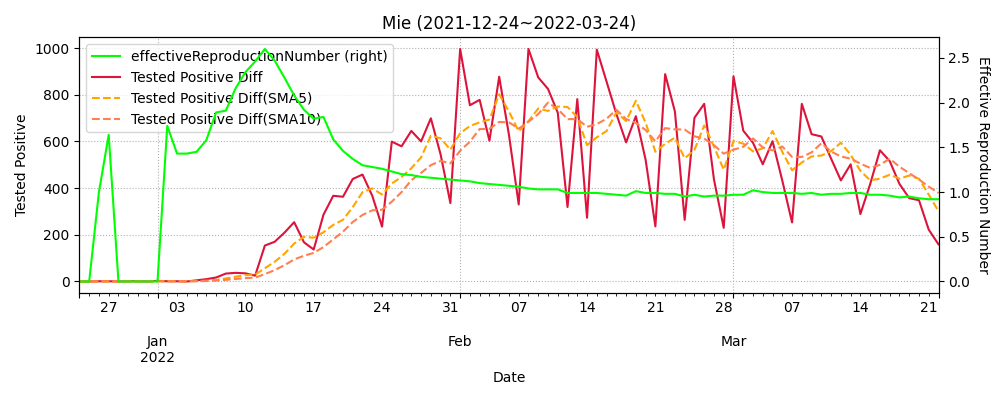 Mie (2021-12-24~2022-03-24)
effectiveReproductionNumber (right)
Tested Positive Diff
Tested Positive Diff(SMA5)
Tested Positive Diff(SMA10)
Tested Positive
1000
800
600
400
200
0
Effective Reproduction Number
2.5
2.0
1.5
1.0
0.5
0.0
27 03 10 17 24 31 07 14 21 28 07 14 21
Jan Feb Mar
2022
Date